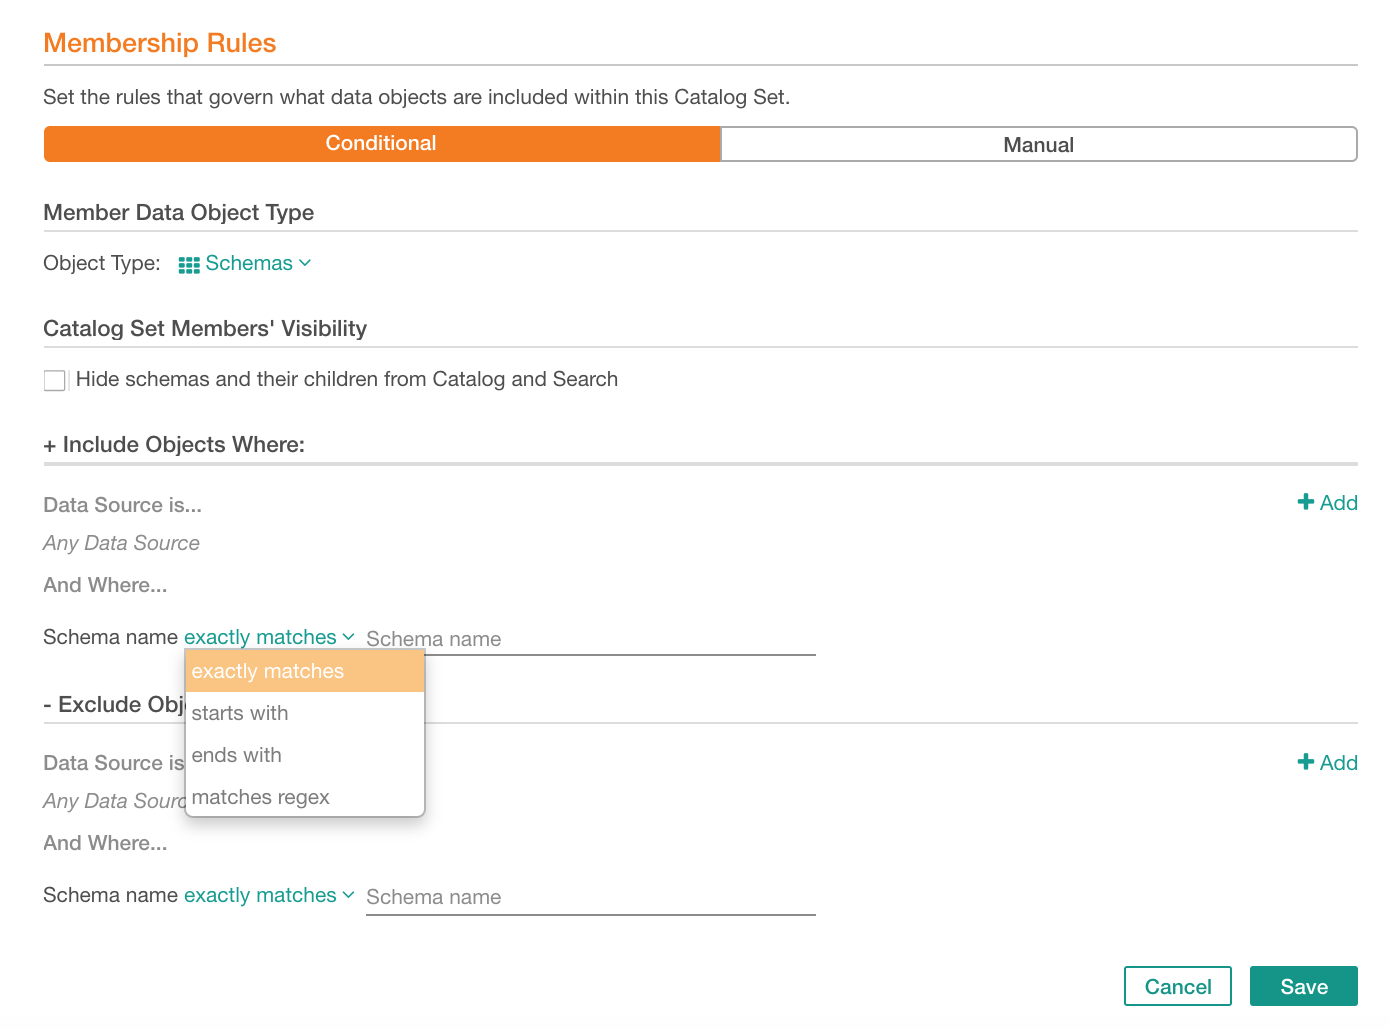 Membership Rules
Set the rules that govern what data objects are included within this Catalog Set.
Conditional
Manual
Member Data Object Type
Object Type: Schemas
Catalog Set Members' Visibility
Hide schemas and their children from Catalog and Search
+ Include Objects Where:
Data Source is...
+ Add
Any Data Source
And Where...
Schema name exactly matches Schema name
exactly matches
- Exclude Obj
starts with
ends with
matches regex
Data Source is
+ Add
Any Data Sourc
And Where...
Schema name exactly matches Schema name
Cancel
Save